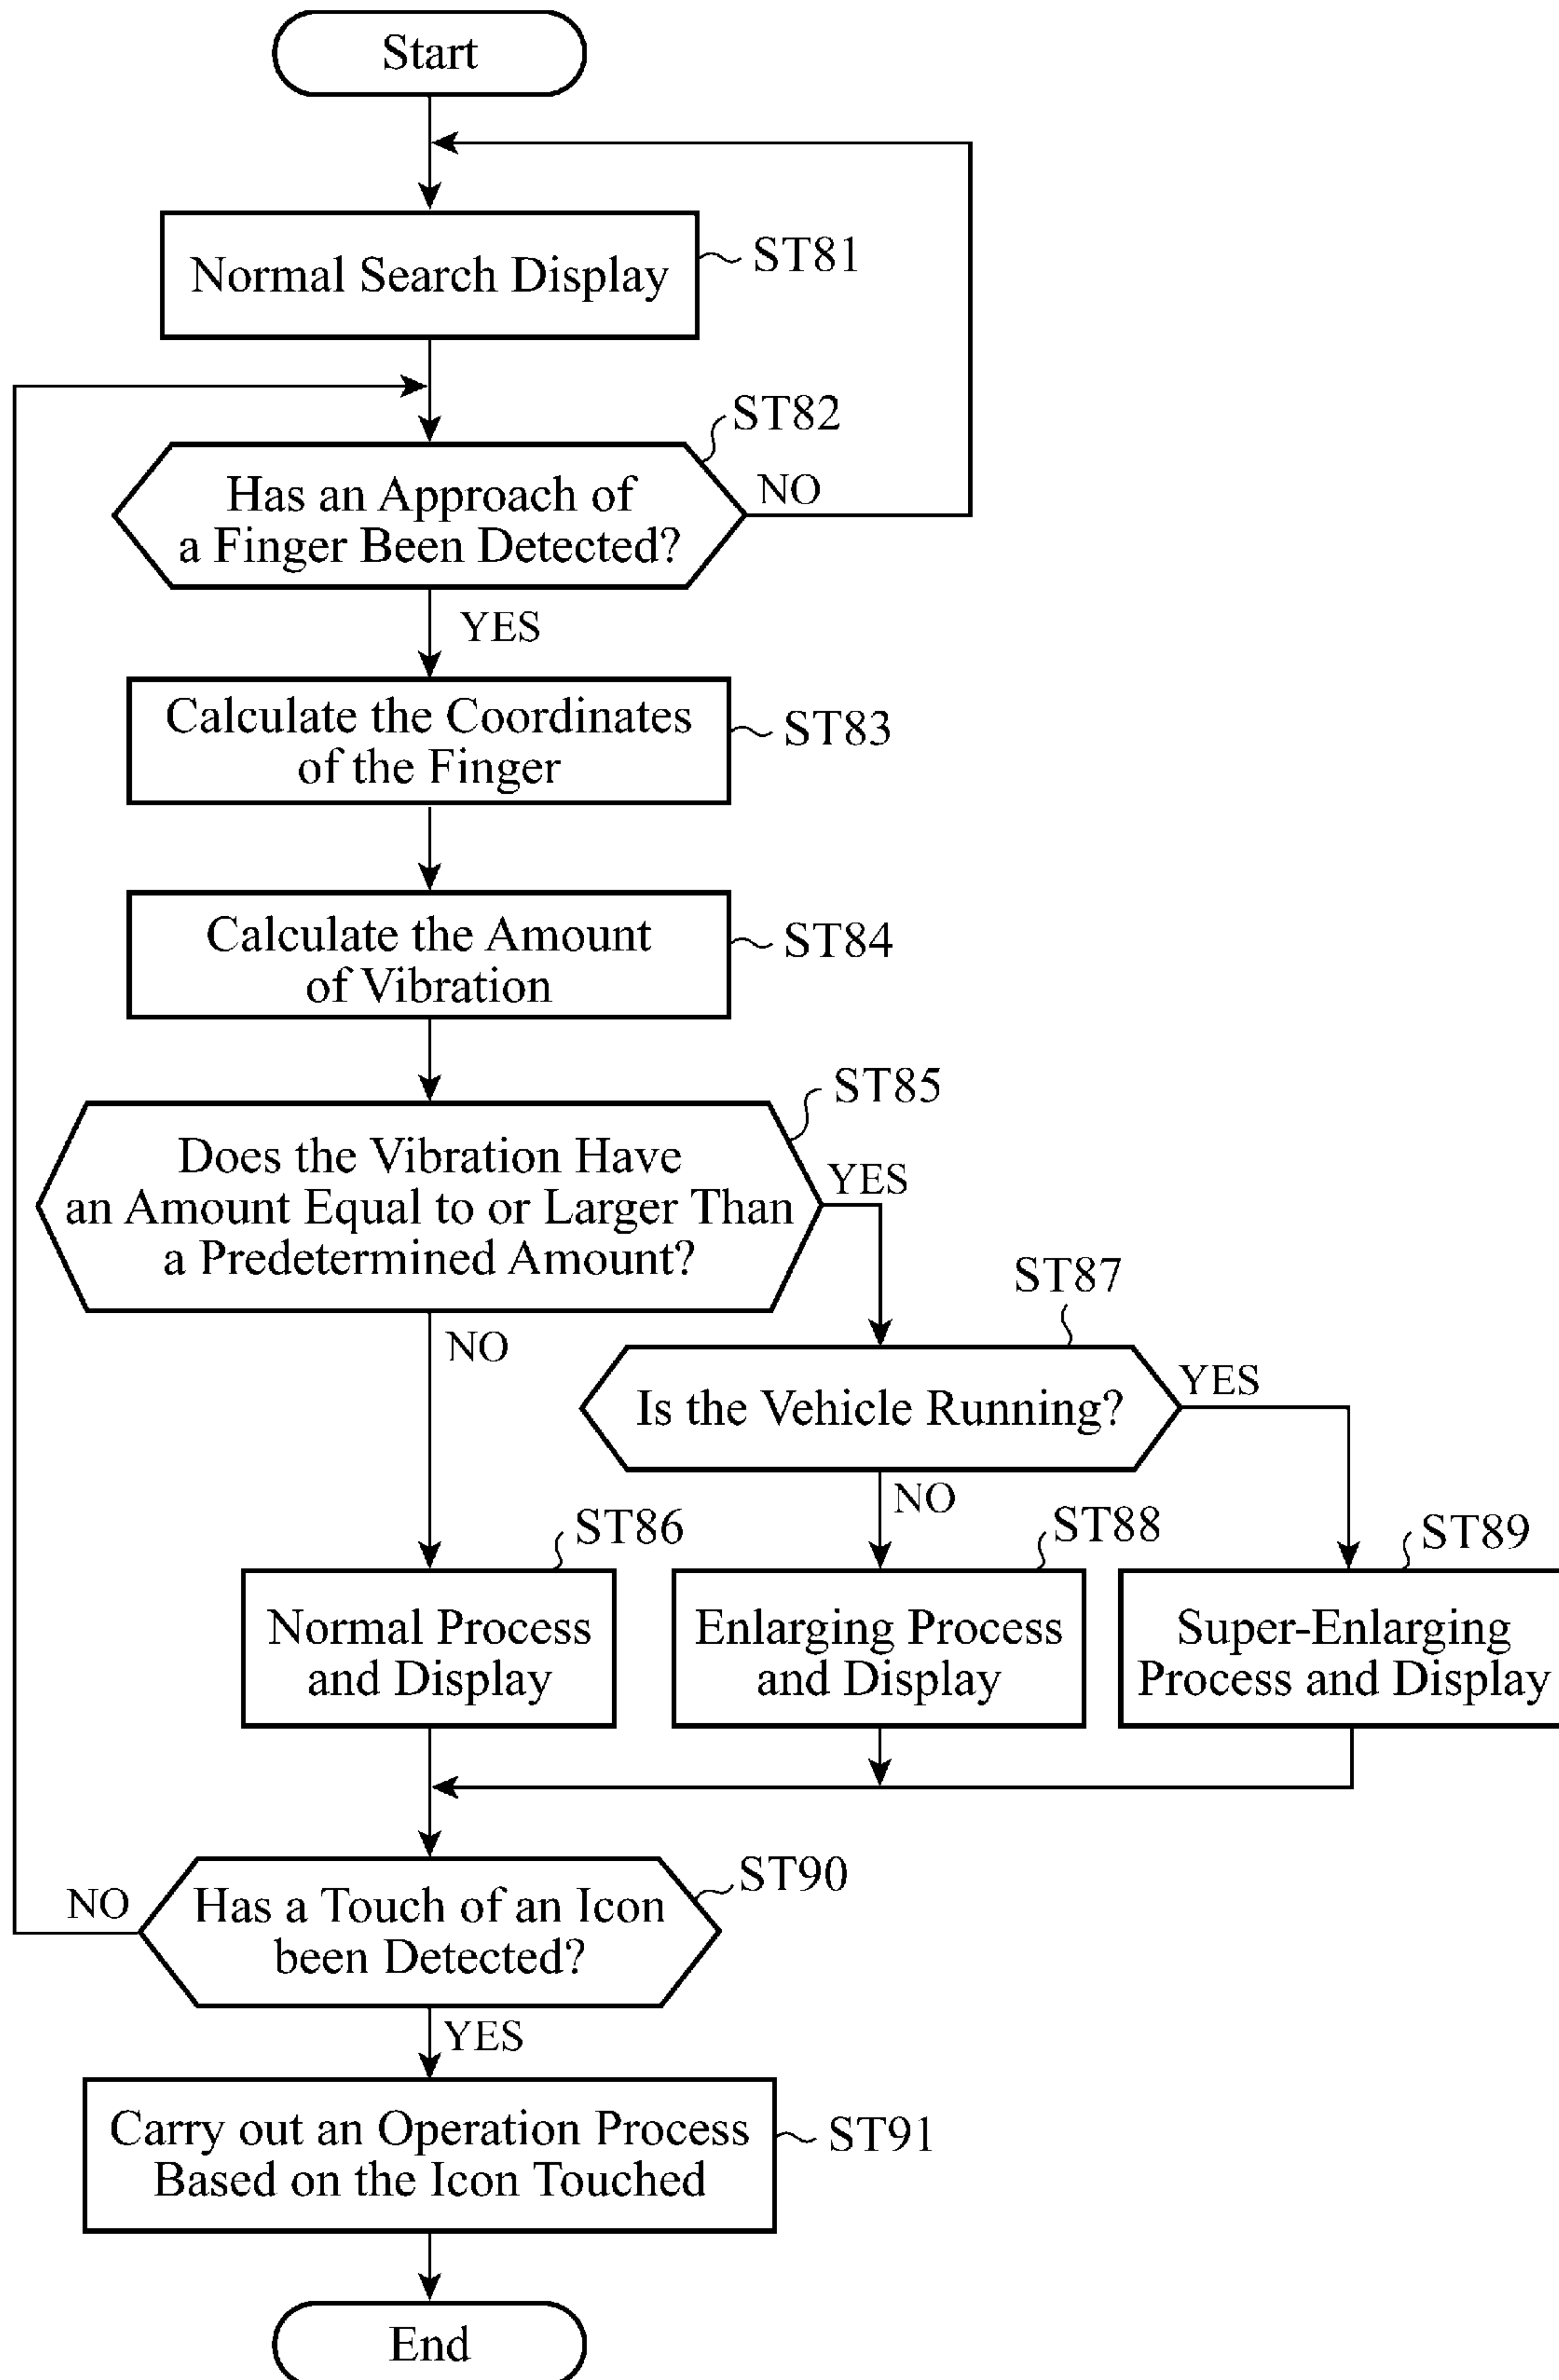 Start
Normal Search Display
ST81
ST82
Has an Approach of
a Finger Been Detected?
NO
YES
Calculate the Coordinates
of the Finger
ST83
Calculate the Amount
of Vibration
ST84
ST85
Does the Vibration Have
an Amount Equal to or Larger Than
a Predetermined Amount?
YES
NO
ST87
Is the Vehicle Running?
YES
NO
ST86
Normal Process
and Display
ST88
Enlarging Process
and Display
ST89
Super-Enlarging
Process and Display
ST90
Has a Touch of an Icon
been Detected?
NO
YES
Carry out an Operation Process
Based on the Icon Touched
ST91
End